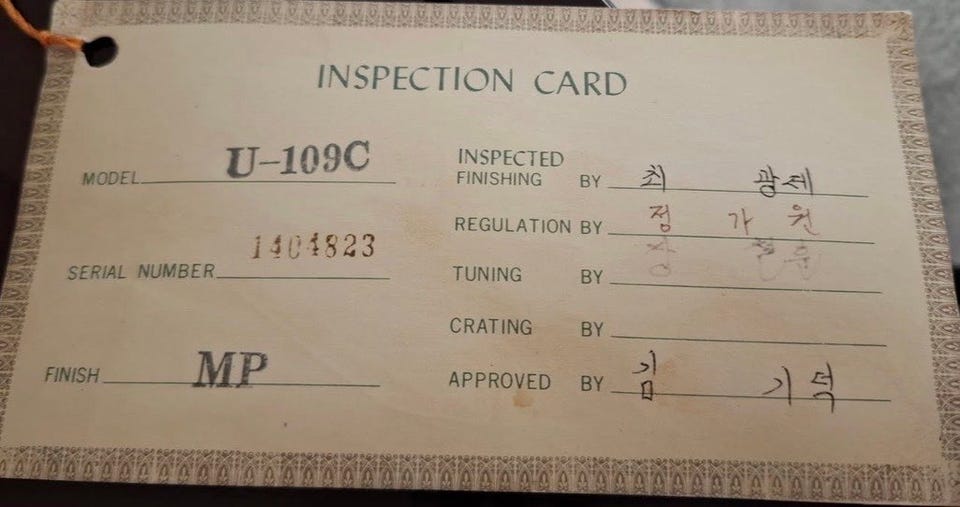 INSPECTION CARD
MODEL U-109C
SERIAL NUMBER 1404823
FINISH MP
INSPECTED
FINISHING BY 최 광
REGULATION BY 정 가 원
TUNING BY
CRATING BY
APPROVED BY 김 기덕